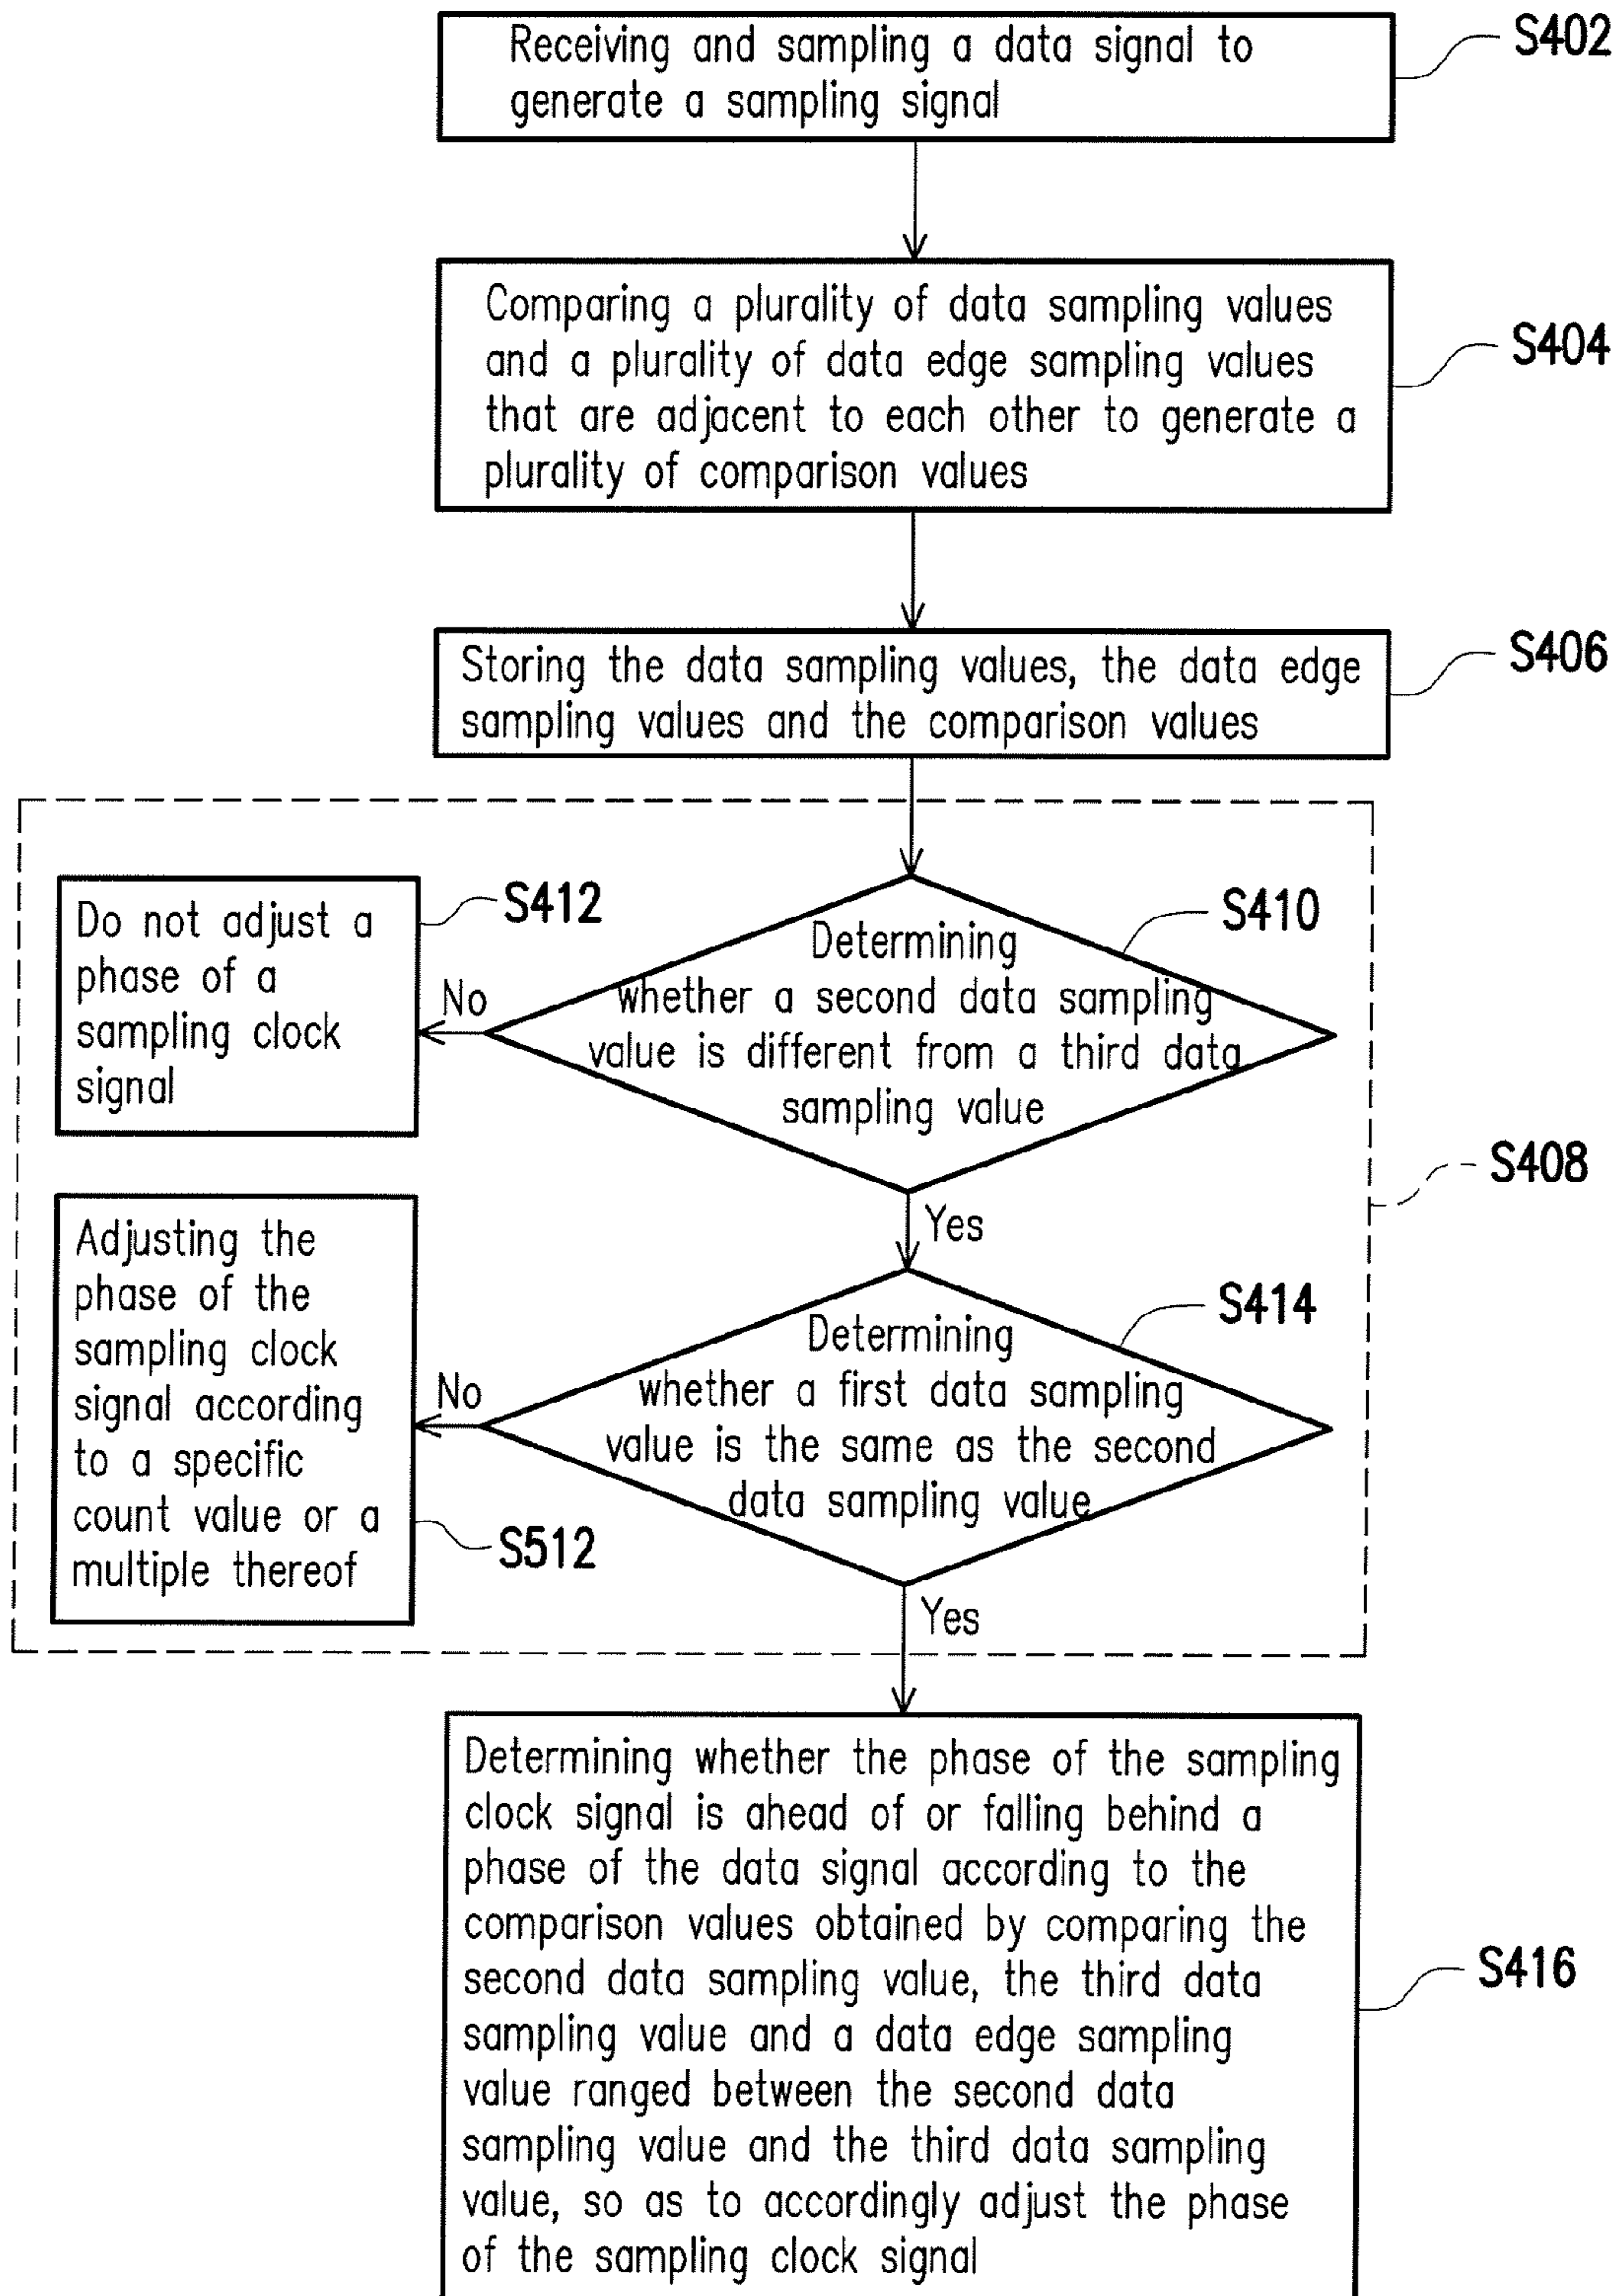 Receiving and sampling a data signal to
generate a sampling signal
S402
Comparing a plurality of data sampling values
and a plurality of data edge sampling values
that are adjacent to each other to generate a
plurality of comparison values
S404
Storing the data sampling values, the data edge
sampling values and the comparison values
S406
Determining
whether a second data sampling
value is different from a third data
sampling value
S410
No
Do not adjust a
phase of a
sampling clock
signal
S412
Yes
S408
Determining
whether a first data sampling
value is the same as the second
data sampling value
S414
No
Adjusting the
phase of the
sampling clock
signal according
to a specific
count value or a
multiple thereof
S512
Yes
Determining whether the phase of the sampling
clock signal is ahead of or falling behind a
phase of the data signal according to the
comparison values obtained by comparing the
second data sampling value, the third data
sampling value and a data edge sampling
value ranged between the second data
sampling value and the third data sampling
value, so as to accordingly adjust the phase
of the sampling clock signal
S416